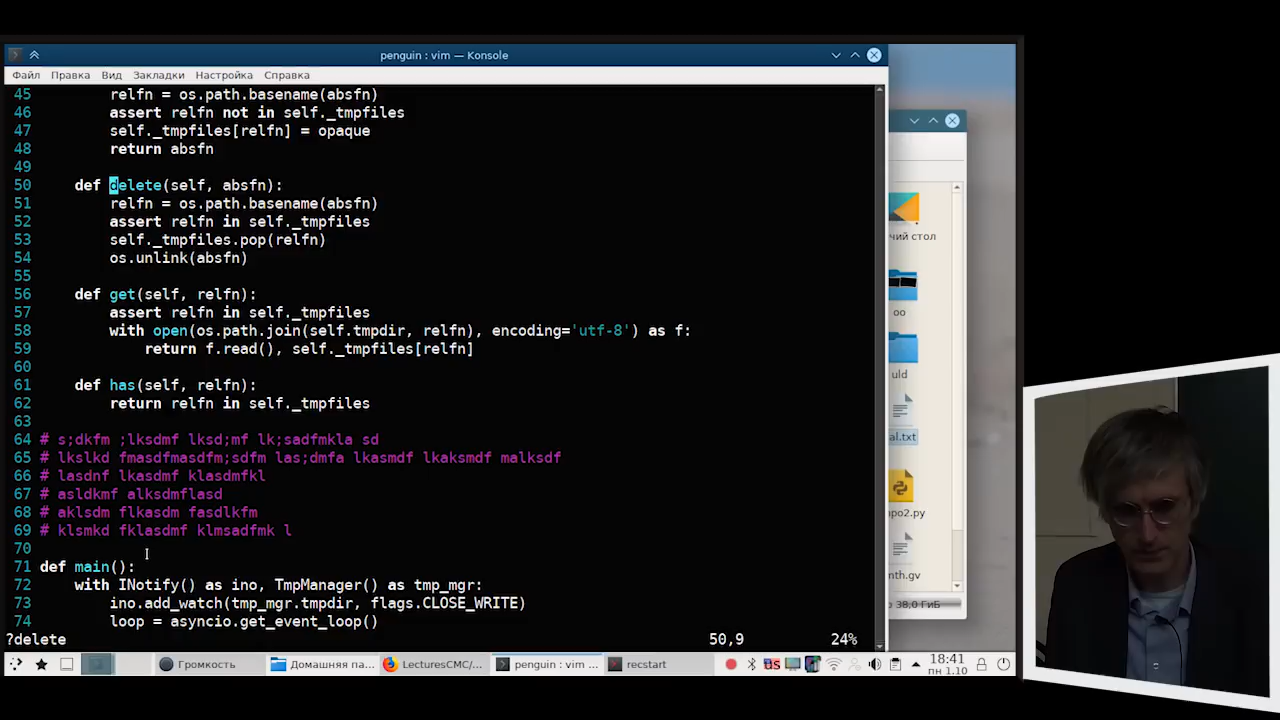 penguin : vim — Konsole
Файл Правка Вид Закладки Настройка Справка
45 relfn = os.path.basename(absfn)
46 assert relfn not in self._tmpfiles
47 self._tmpfiles[relfn] = opaque
48 return absfn
49
50 def delete(self, absfn):
51 relfn = os.path.basename(absfn)
52 assert relfn in self._tmpfiles
53 self._tmpfiles.pop(relfn)
54 os.unlink(absfn)
55
56 def get(self, relfn):
57 assert relfn in self._tmpfiles
58 with open(os.path.join(self.tmpdir, relfn), encoding='utf-8') as f:
59 return f.read(), self._tmpfiles[relfn]
60
61 def has(self, relfn):
62 return relfn in self._tmpfiles
63
64 # s;dkfm ;lksdmf lksd;mf lk;sadfmkla sd
65 # lkslkd fmasdfmasdfm;sdfm las;dmfa lkasmdf lkaksmdf malksdf
66 # lasdnf lkasdmf klasdmfkl
67 # asldkmf alksdmflasd
68 # aklsdm flkasdm fasdlkfm
69 # klsmkd fklasdmf klmsadfmk l
70
71 def main():
72 with INotify() as ino, TmpManager() as tmp_mgr:
73 ino.add_watch(tmp_mgr.tmpdir, flags.CLOSE_WRITE)
74 loop = asyncio.get_event_loop()
?delete 50,9 24%
чий стол
oo
uld
al.txt
npo2.py
nth.gv
о 38,0 ГиБ
Громкость
Домашняя па...
LecturesCMC/...
penguin : vim ...
recstart
US
18:41
пн 1.10